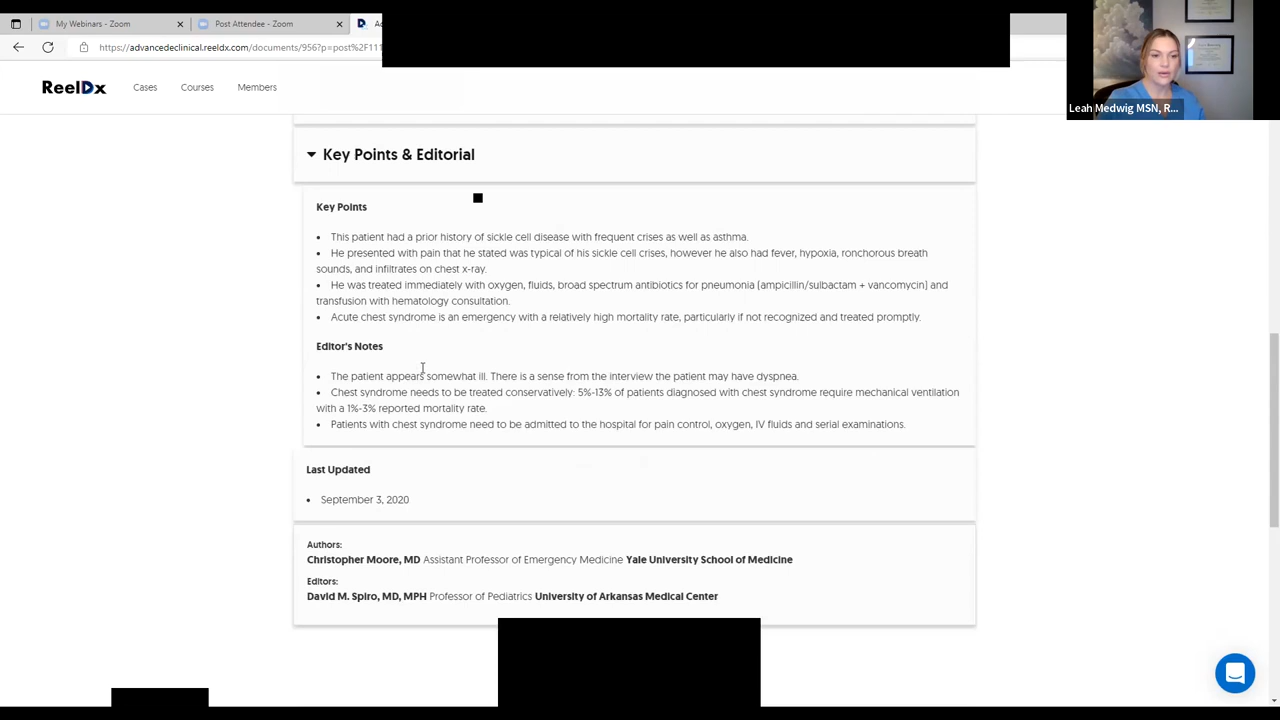 My Webinars - Zoom
Post Attendee - Zoom
https://advancedeclinical.reeldx.com/documents/956?p=post%2F111
Leah Medwig MSN, R...
ReelDx
Cases
Courses
Members
Key Points & Editorial
Key Points
• This patient had a prior history of sickle cell disease with frequent crises as well as asthma.
• He presented with pain that he stated was typical of his sickle cell crises, however he also had fever, hypoxia, ronchorous breath
sounds, and infiltrates on chest x-ray.
• He was treated immediately with oxygen, fluids, broad spectrum antibiotics for pneumonia (ampicillin/sulbactam + vancomycin) and
transfusion with hematology consultation.
• Acute chest syndrome is an emergency with a relatively high mortality rate, particularly if not recognized and treated promptly.
Editor's Notes
• The patient appears somewhat ill. There is a sense from the interview the patient may have dyspnea.
• Chest syndrome needs to be treated conservatively: 5%-13% of patients diagnosed with chest syndrome require mechanical ventilation
with a 1%-3% reported mortality rate.
• Patients with chest syndrome need to be admitted to the hospital for pain control, oxygen, IV fluids and serial examinations.
Last Updated
• September 3, 2020
Authors:
Christopher Moore, MD Assistant Professor of Emergency Medicine Yale University School of Medicine
Editors:
David M. Spiro, MD, MPH Professor of Pediatrics University of Arkansas Medical Center